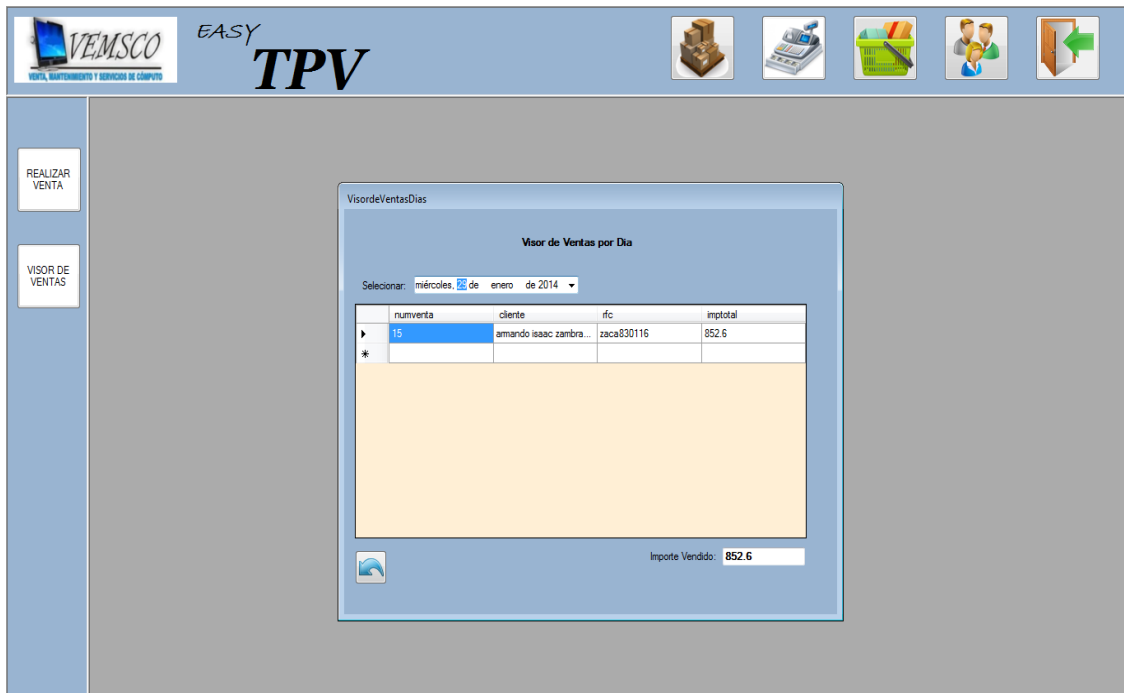 VEMSCO
VENTA, MANTENIMIENTO Y SERVICIOS DE CÓMPUTO
EASY
TPV
REALIZAR
VENTA
VISOR DE
VENTAS
VisordeVentasDias
Visor de Ventas por Dia
Selecionar: miércoles, 29 de enero de 2014
numventa cliente rfc imptotal
15 armando isaac zambra... zaca830116 852.6
Importe Vendido: 852.6